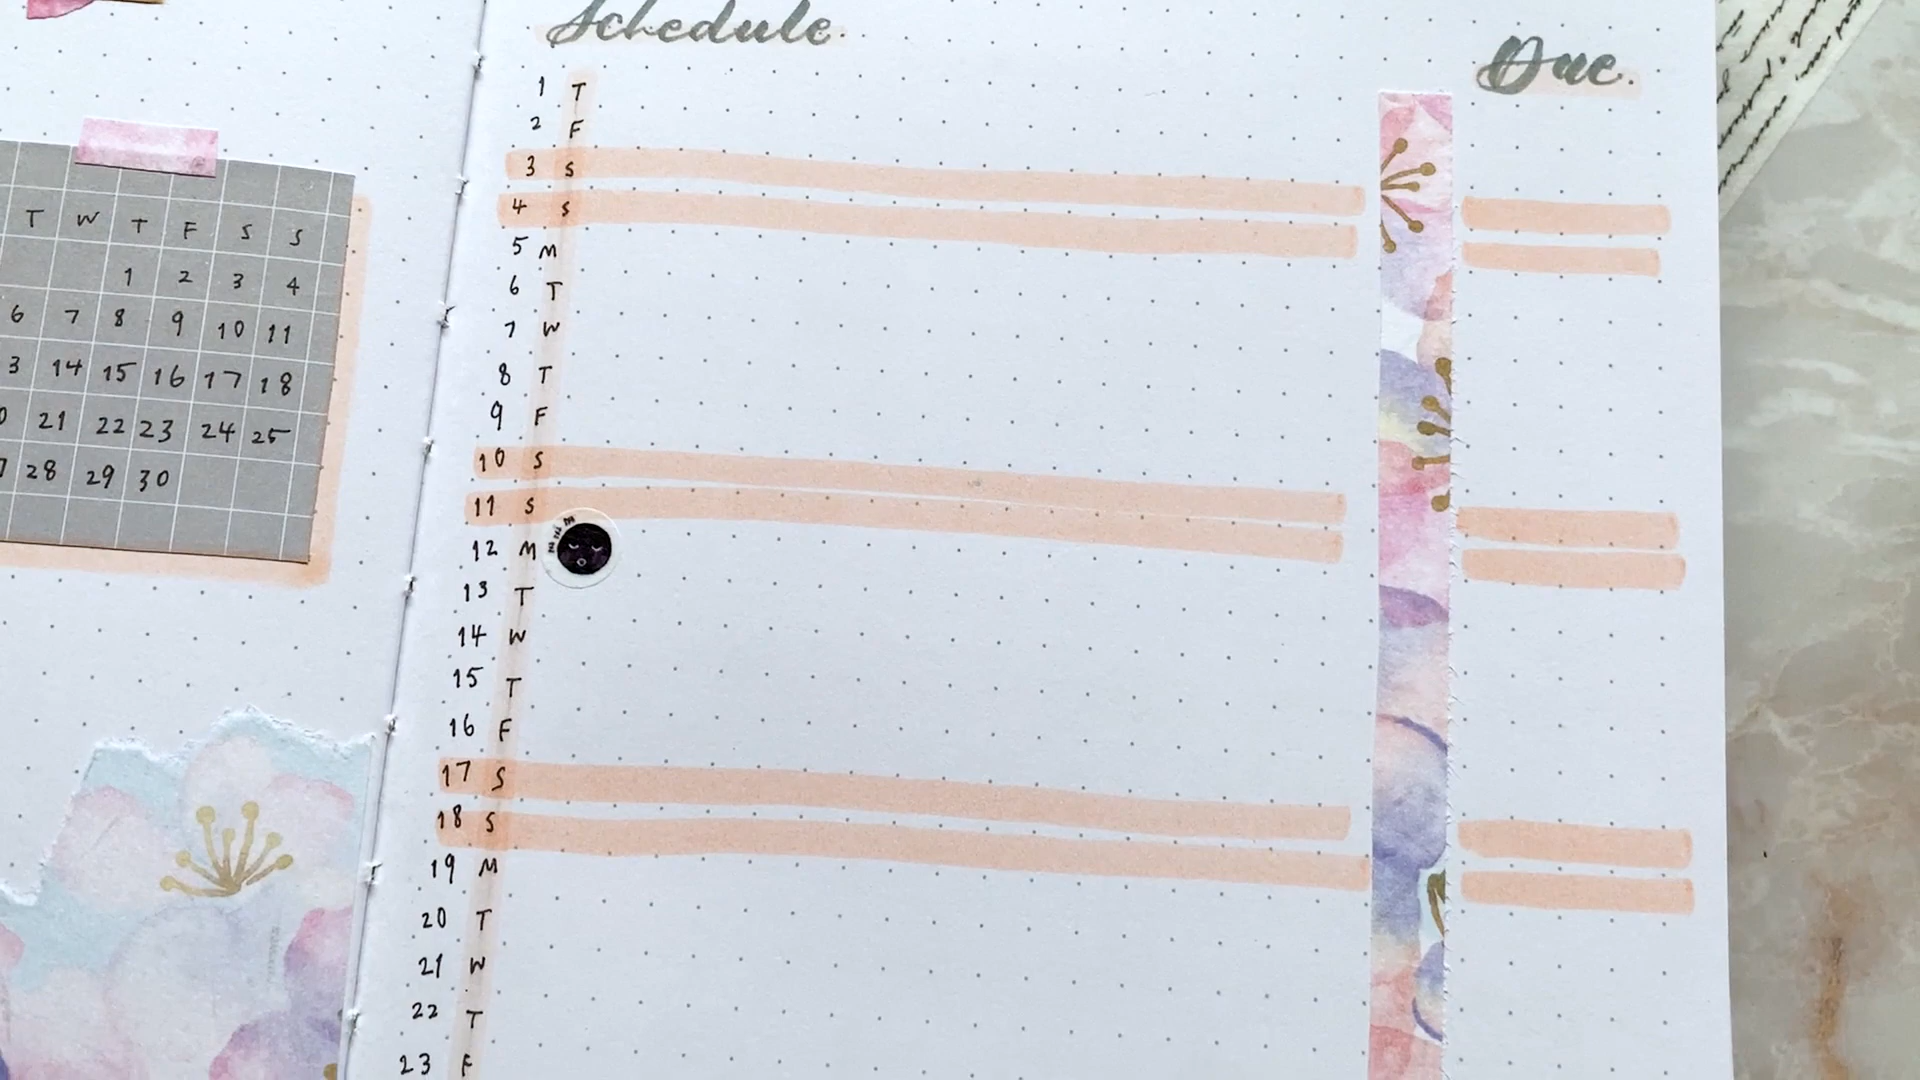 T W T F S S
1 2 3 4
6 7 8 9 10 11
3 14 15 16 17 18
0 21 22 23 24 25
7 28 29 30
Schedule.
Due.
1 T
2 F
3 S
4 S
5 M
6 T
7 W
8 T
9 F
10 S
11 S
12 M
13 T
14 W
15 T
16 F
17 S
18 S
19 M
20 T
21 W
22 T
23 F